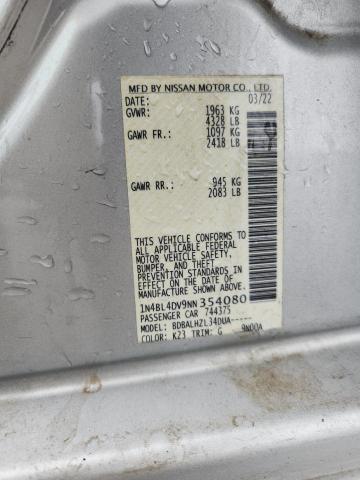 MFD BY NISSAN MOTOR CO., LTD.
DATE: 03/22
GVWR: 1963 KG
4328 LB
GAWR FR: 1097 KG
2418 LB
GAWR RR: 945 KG
2083 LB
THIS VEHICLE CONFORMS TO
ALL APPLICABLE FEDERAL
MOTOR VEHICLE SAFETY,
BUMPER, AND THEFT
PREVENTION STANDARDS IN
EFFECT ON THE DATE OF
MANUFACTURE SHOWN ABOVE.
1N4BL4DV9NN354080
PASSENGER CAR 744375
MODEL: BDBALHZL34DUA-----
COLOR: K23 TRIM: G 9N00A